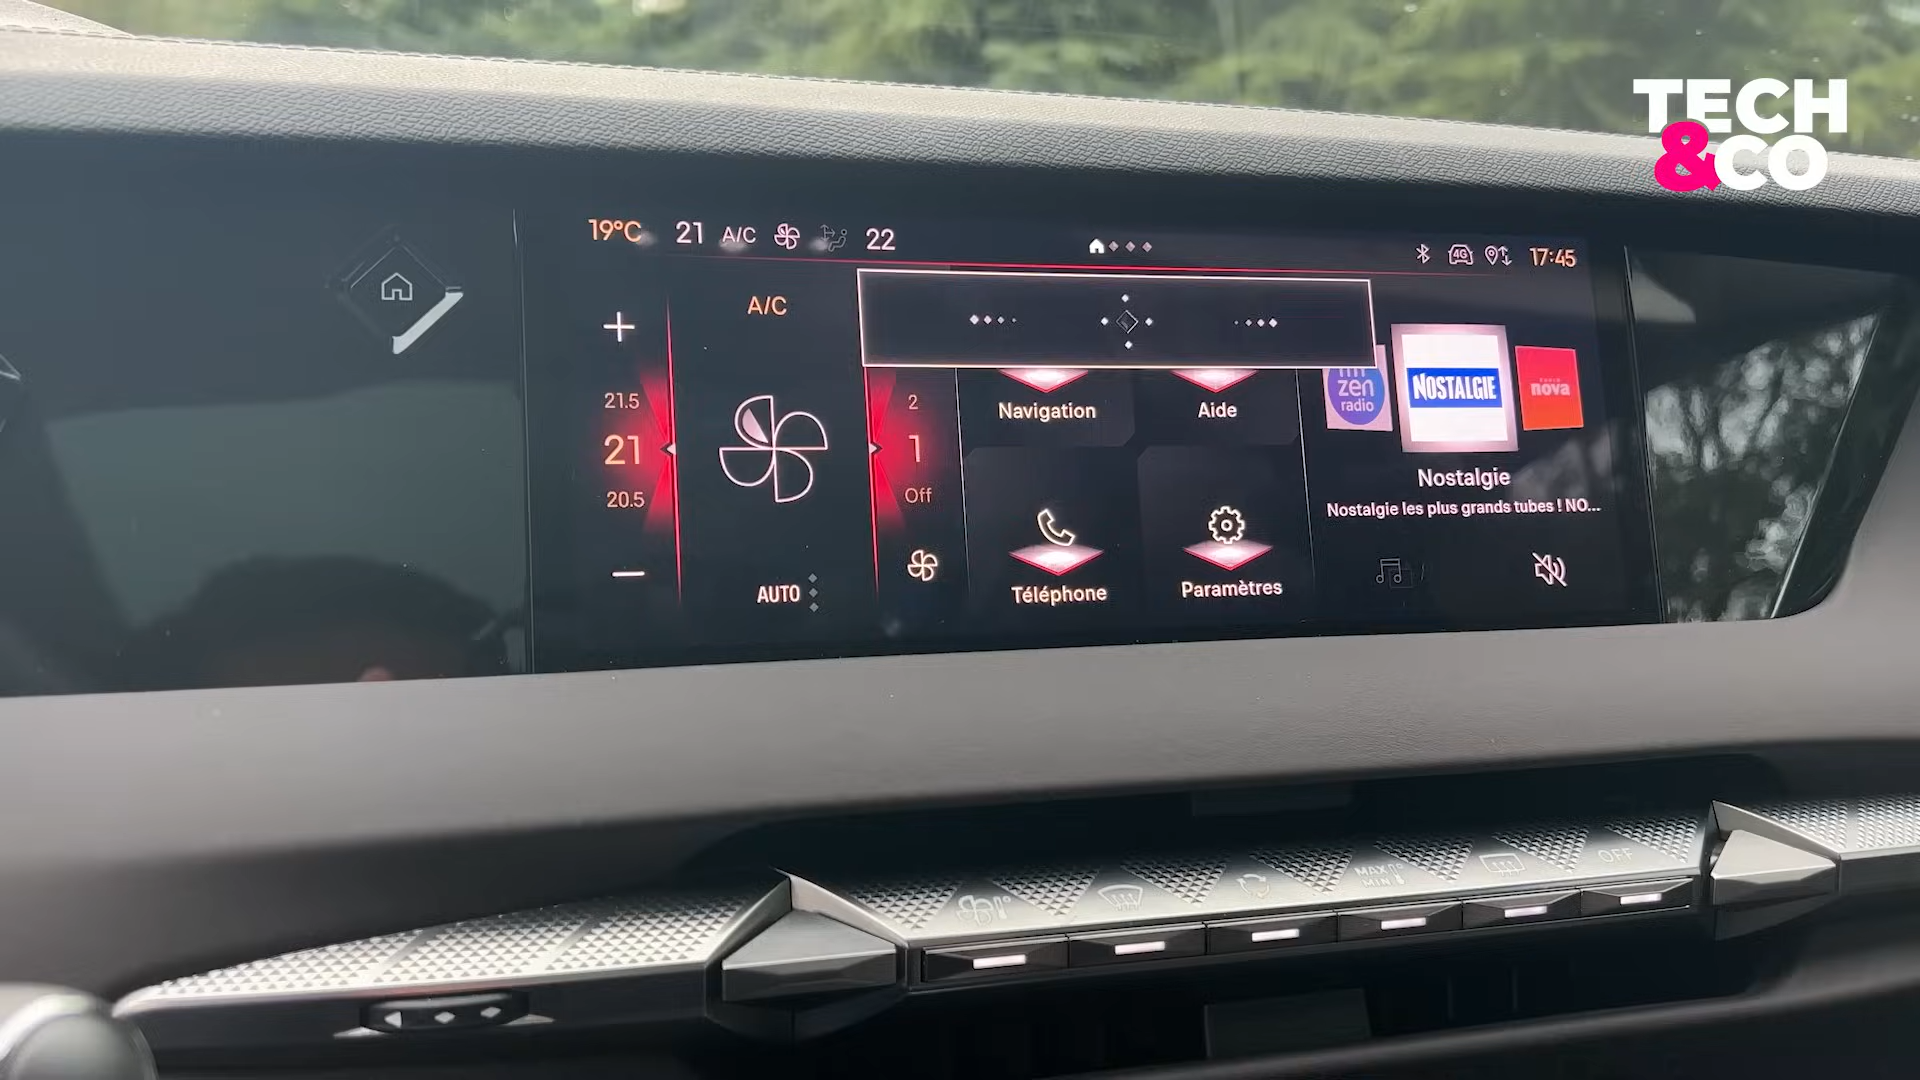 TECH
&CO
19°C 21 A/C 22 4G 17:45
A/C
21.5
21
20.5
AUTO
2
1
Off
Navigation
Aide
Téléphone
Paramètres
zen
radio
NOSTALGIE
nova
Nostalgie
Nostalgie les plus grands tubes ! NO...
MAX
MIN
OFF